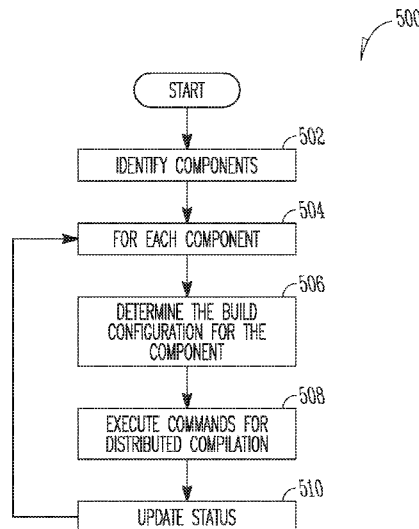 500
START
502
IDENTIFY COMPONENTS
504
FOR EACH COMPONENT
506
DETERMINE THE BUILD
CONFIGURATION FOR THE
COMPONENT
508
EXECUTE COMMANDS FOR
DISTRIBUTED COMPILATION
510
UPDATE STATUS